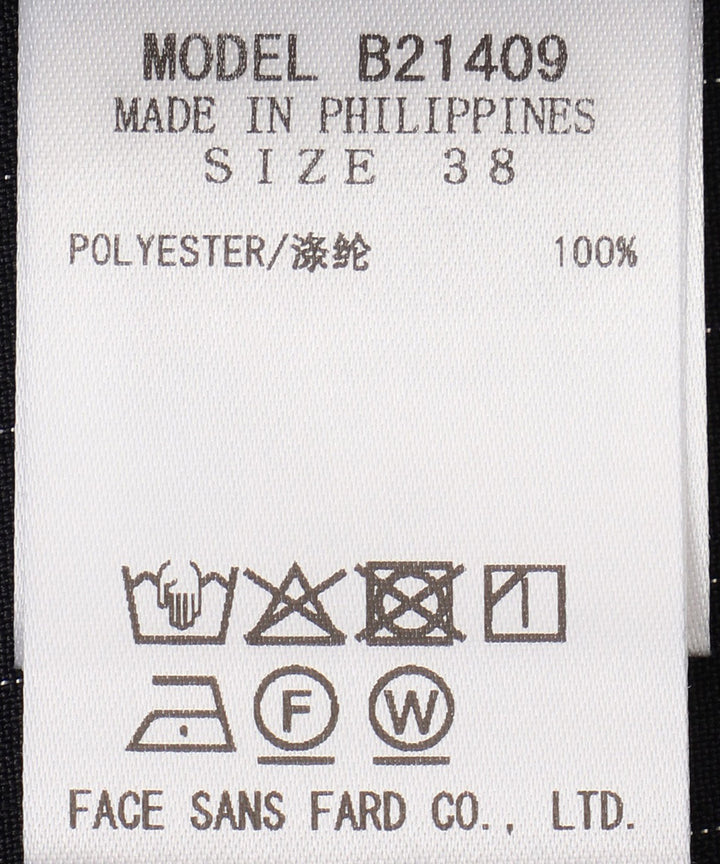 MODEL B21409
MADE IN PHILIPPINES
SIZE 38
POLYESTER/涤纶 100%
F W
FACE SANS FARD CO., LTD.